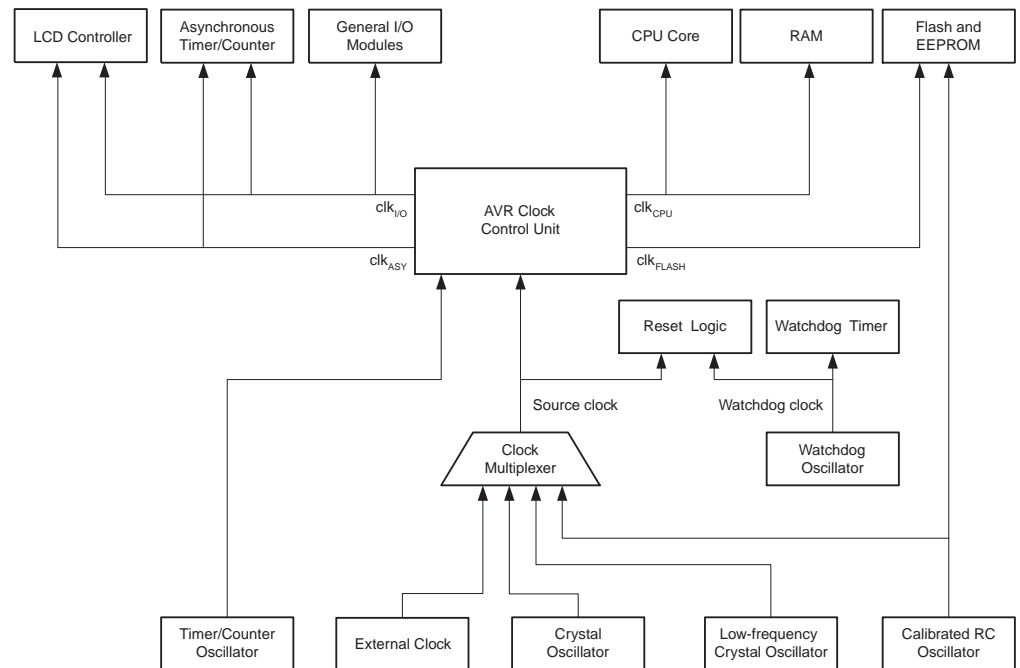 LCD Controller
Asynchronous
Timer/Counter
General I/O
Modules
CPU Core
RAM
Flash and
EEPROM
clkI/O
AVR Clock
Control Unit
clkCPU
clkASY
clkFLASH
Reset Logic
Watchdog Timer
Source clock
Watchdog clock
Clock
Multiplexer
Watchdog
Oscillator
Timer/Counter
Oscillator
External Clock
Crystal
Oscillator
Low-frequency
Crystal Oscillator
Calibrated RC
Oscillator